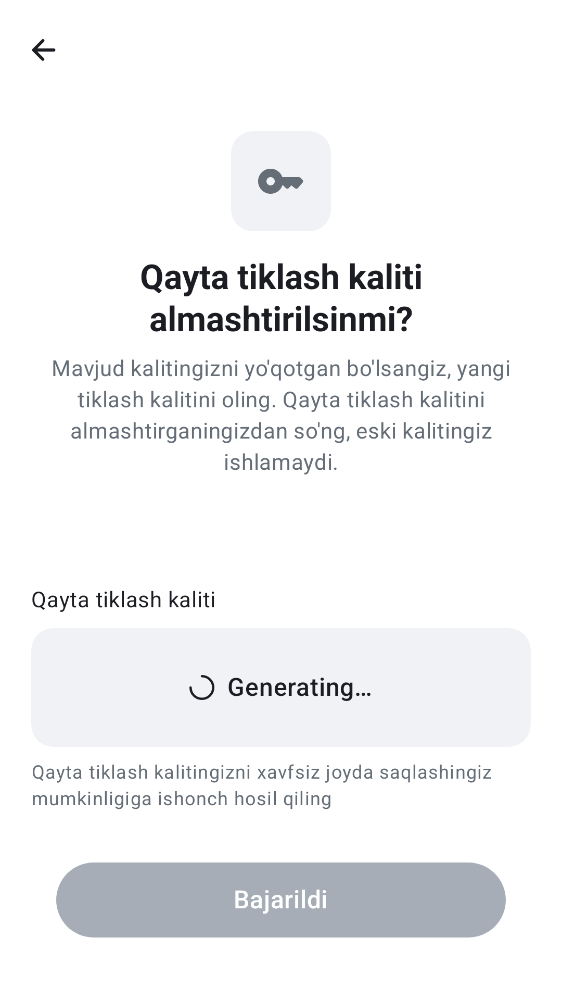 Qayta tiklash kaliti
almashtirilsinmi?
Mavjud kalitingizni yo'qotgan bo'lsangiz, yangi
tiklash kalitini oling. Qayta tiklash kalitini
almashtirganingizdan so'ng, eski kalitingiz
ishlamaydi.
Qayta tiklash kaliti
Generating…
Qayta tiklash kalitingizni xavfsiz joyda saqlashingiz
mumkinligiga ishonch hosil qiling
Bajarildi